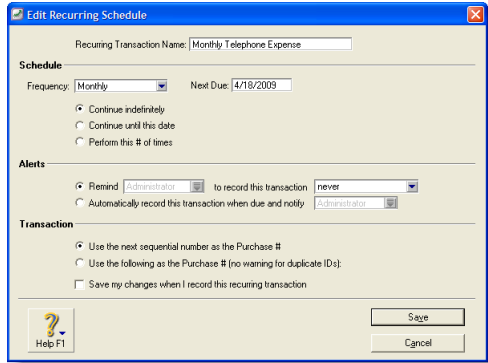 Edit Recurring Schedule
Recurring Transaction Name: Monthly Telephone Expense
Schedule
Frequency: Monthly Next Due: 4/18/2009
Continue indefinitely
Continue until this date
Perform this # of times
Alerts
Remind Administrator to record this transaction never
Automatically record this transaction when due and notify Administrator
Transaction
Use the next sequential number as the Purchase #
Use the following as the Purchase # (no warning for duplicate IDs):
Save my changes when I record this recurring transaction
Save
Help F1
Cancel